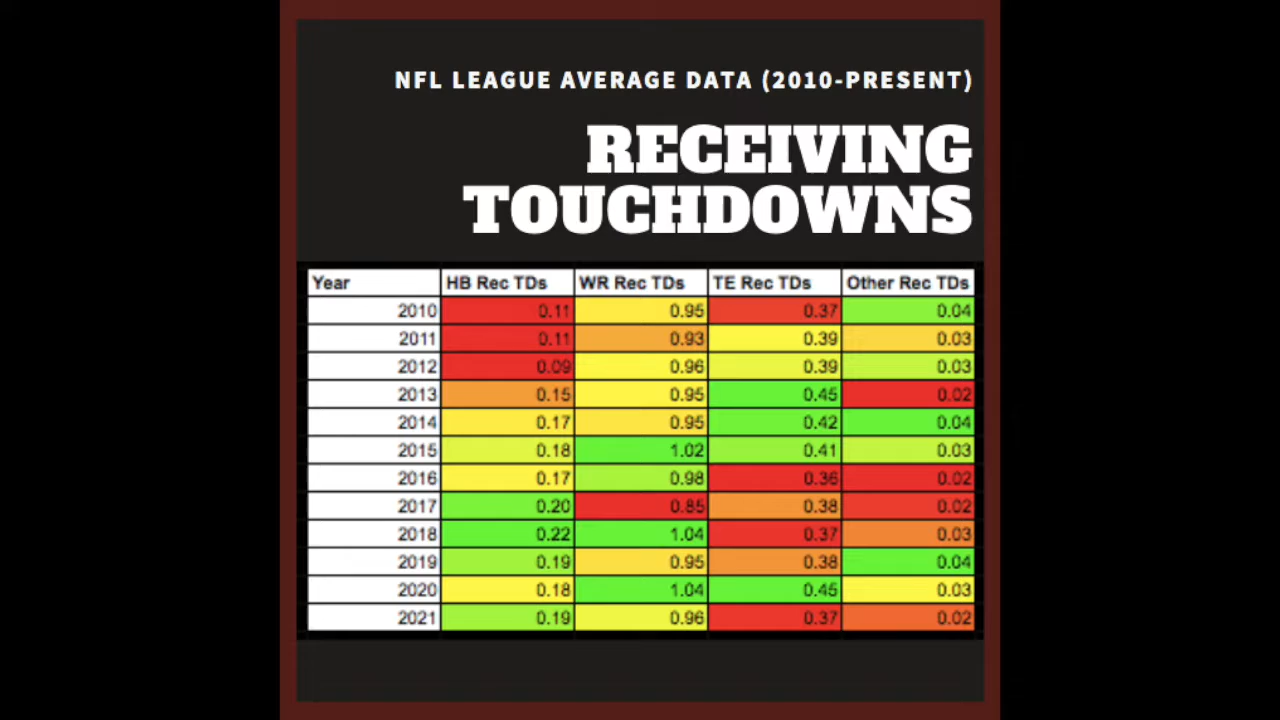 NFL LEAGUE AVERAGE DATA (2010-PRESENT)
RECEIVING
TOUCHDOWNS
Year HB Rec TDs WR Rec TDs TE Rec TDs Other Rec TDs
2010 0.11 0.95 0.37 0.04
2011 0.11 0.93 0.39 0.03
2012 0.09 0.96 0.39 0.03
2013 0.15 0.95 0.45 0.02
2014 0.17 0.95 0.42 0.04
2015 0.18 1.02 0.41 0.03
2016 0.17 0.98 0.36 0.02
2017 0.20 0.85 0.38 0.02
2018 0.22 1.04 0.37 0.03
2019 0.19 0.95 0.38 0.04
2020 0.18 1.04 0.45 0.03
2021 0.19 0.96 0.37 0.02